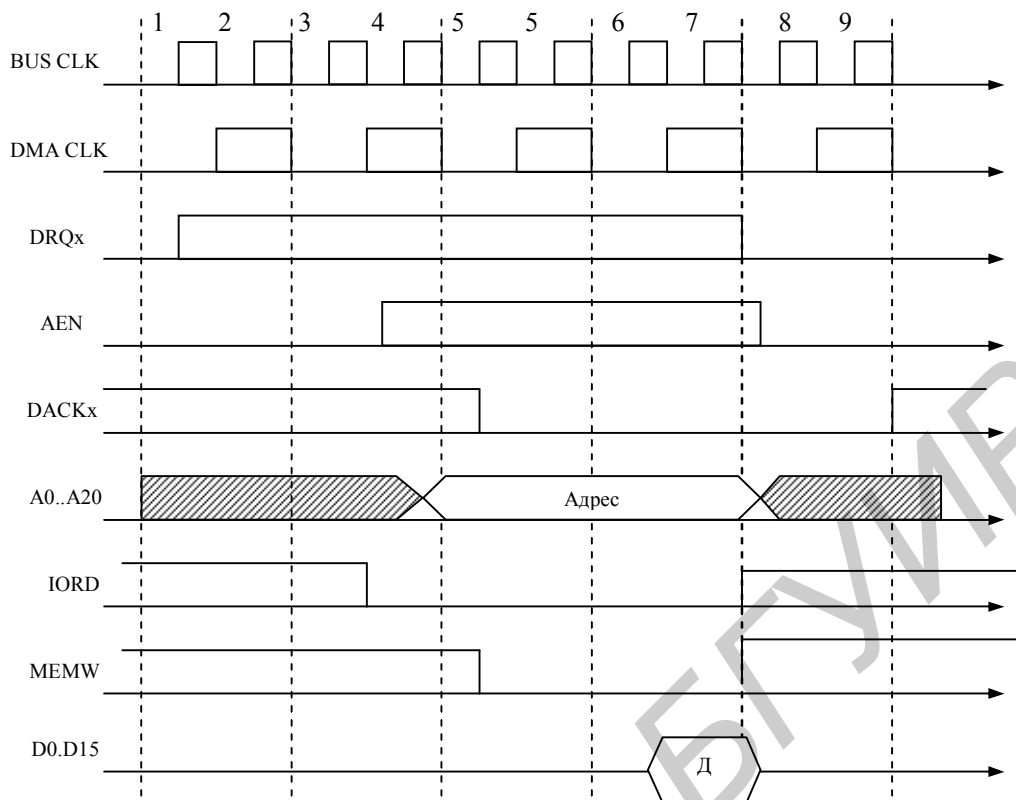 1 2 3 4 5 5 6 7 8 9
BUS CLK
DMA CLK
DRQx
AEN
DACKx
A0..A20
Адрес
IORD
MEMW
D0.D15
Д
БГУИР